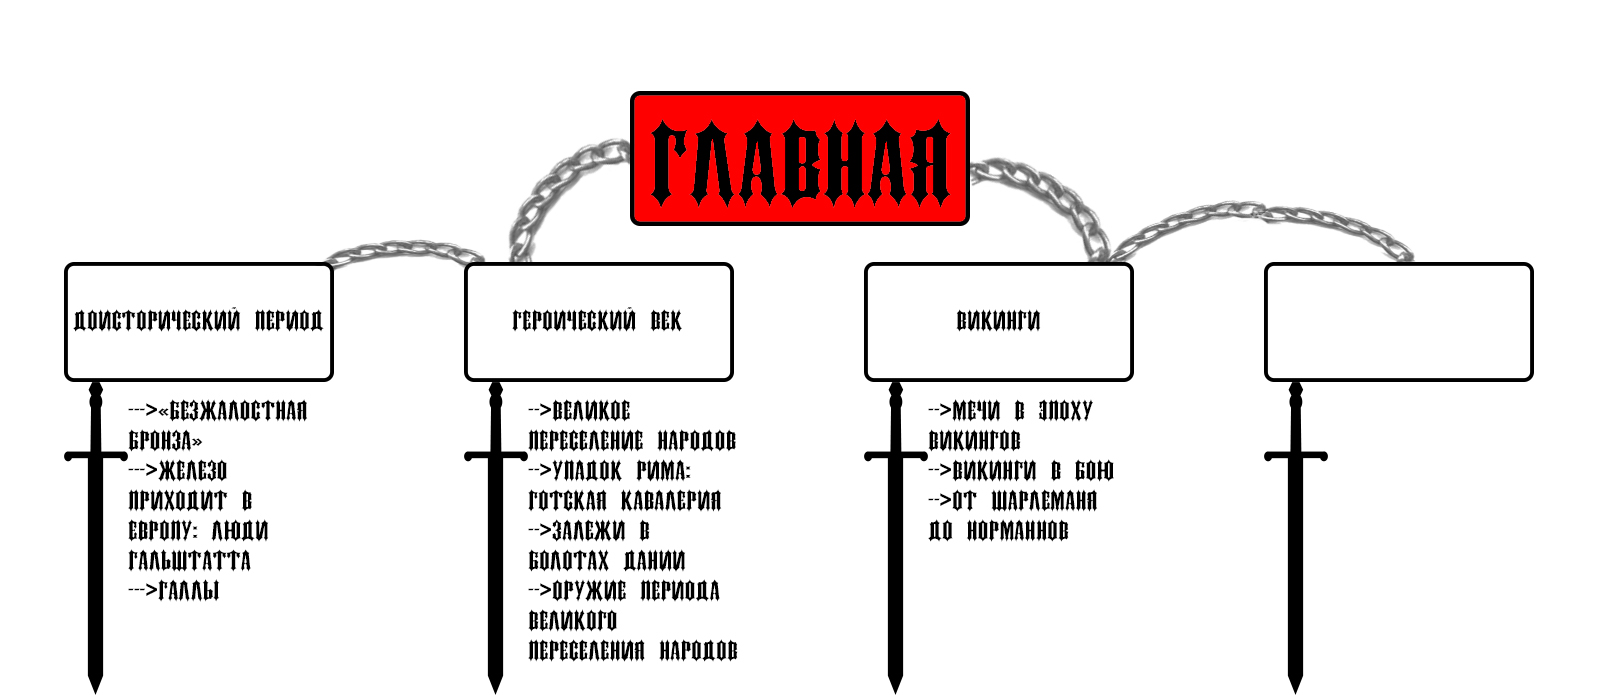 ГЛАВНАЯ
ДОИСТОРИЧЕСКИЙ ПЕРИОД
--->«БЕЗЖАЛОСТНАЯ
БРОНЗА»
--->ЖЕЛЕЗО
ПРИХОДИТ В
ЕВРОПУ: ЛЮДИ
ГАЛЬШТАТТА
--->ГАЛЛЫ
ГЕРОИЧЕСКИЙ ВЕК
-->ВЕЛИКОЕ
ПЕРЕСЕЛЕНИЕ НАРОДОВ
-->УПАДОК РИМА:
ГОТСКАЯ КАВАЛЕРИЯ
-->ЗАЛЕЖИ В
БОЛОТАХ ДАНИИ
-->ОРУЖИЕ ПЕРИОДА
ВЕЛИКОГО
ПЕРЕСЕЛЕНИЯ НАРОДОВ
ВИКИНГИ
-->МЕЧИ В ЭПОХУ
ВИКИНГОВ
-->ВИКИНГИ В БОЮ
-->ОТ ШАРЛЕМАНЯ
ДО НОРМАННОВ